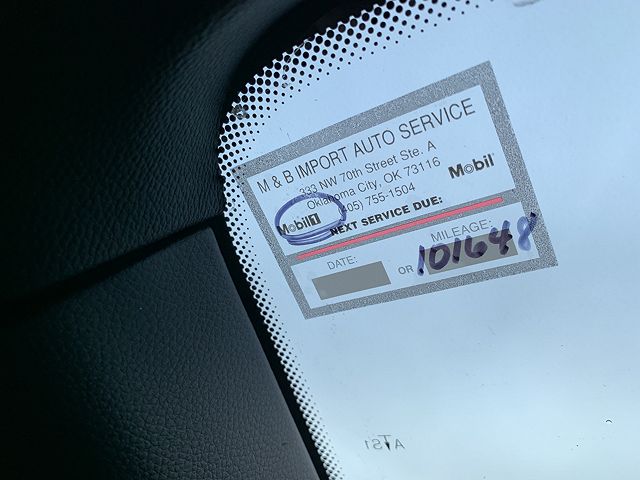 M & B IMPORT AUTO SERVICE
333 NW 70th Street Ste. A
Oklahoma City, OK 73116
(405) 755-1504
Mobil
Mobil 1
NEXT SERVICE DUE:
DATE:
OR
MILEAGE:
101648